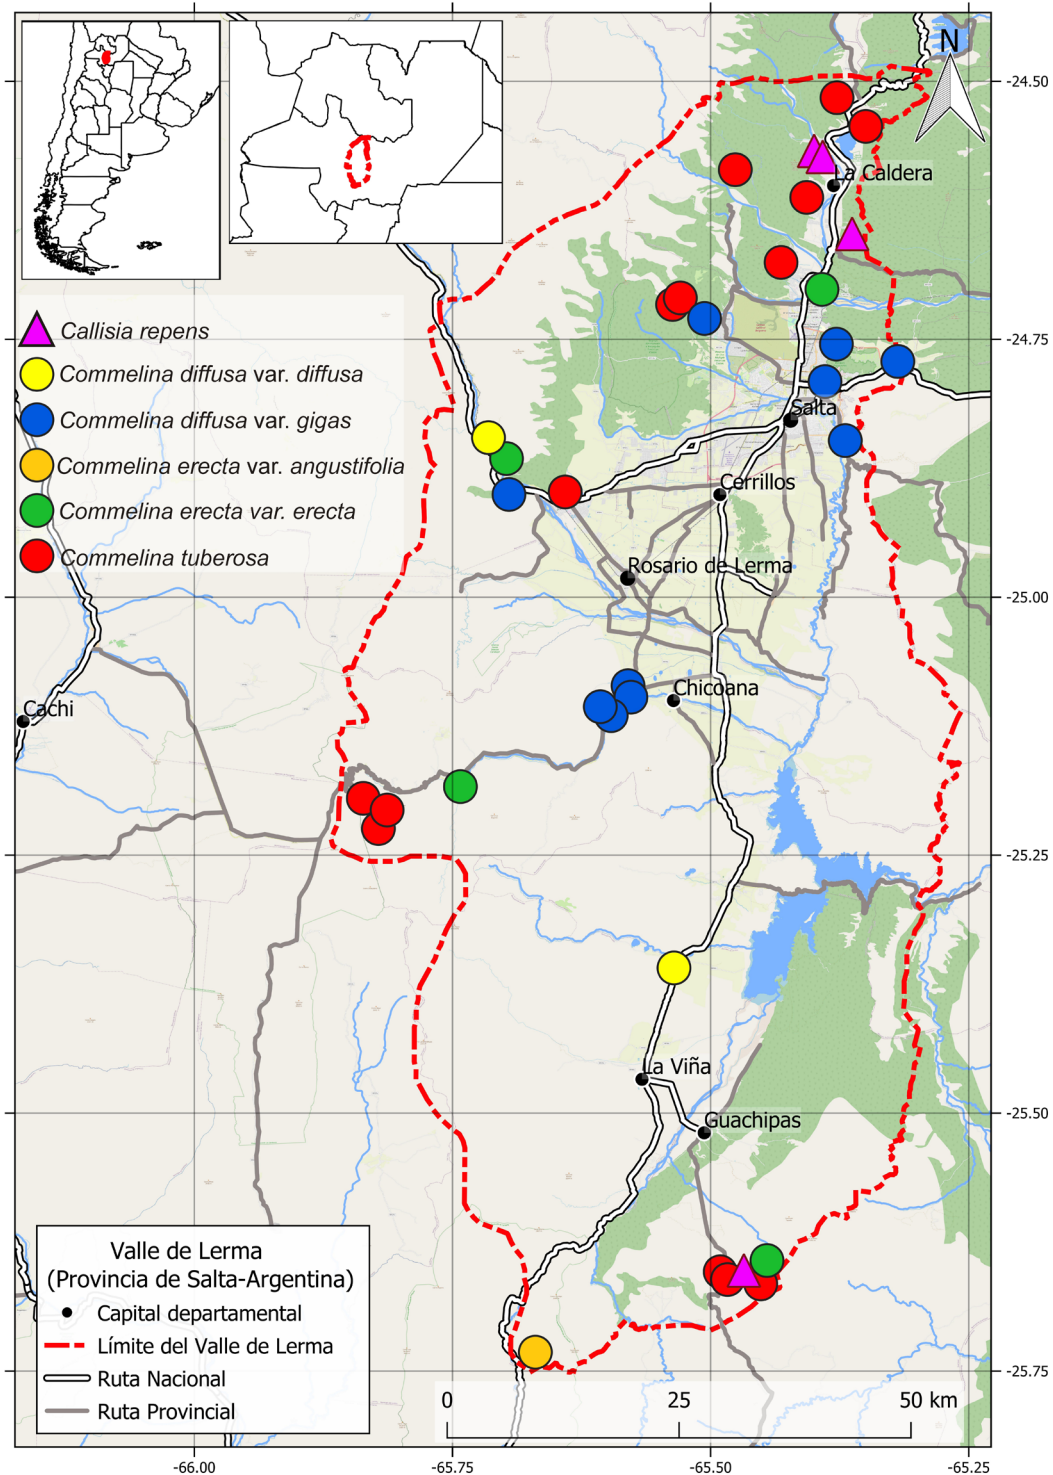 N
-24.50
La Caldera
Callisia repens
-24.75
Commelina diffusa var. diffusa
Commelina diffusa var. gigas
Salta
Commelina erecta var. angustifolia
Cerrillos
Commelina erecta var. erecta
Commelina tuberosa
Rosario de Lerma
-25.00
Chicoana
Cachi
-25.25
La Viña
-25.50
Guachipas
Valle de Lerma
(Provincia de Salta-Argentina)
Capital departamental
Límite del Valle de Lerma
Ruta Nacional
Ruta Provincial
-25.75
0 25 50 km
-66.00 -65.75 -65.50 -65.25